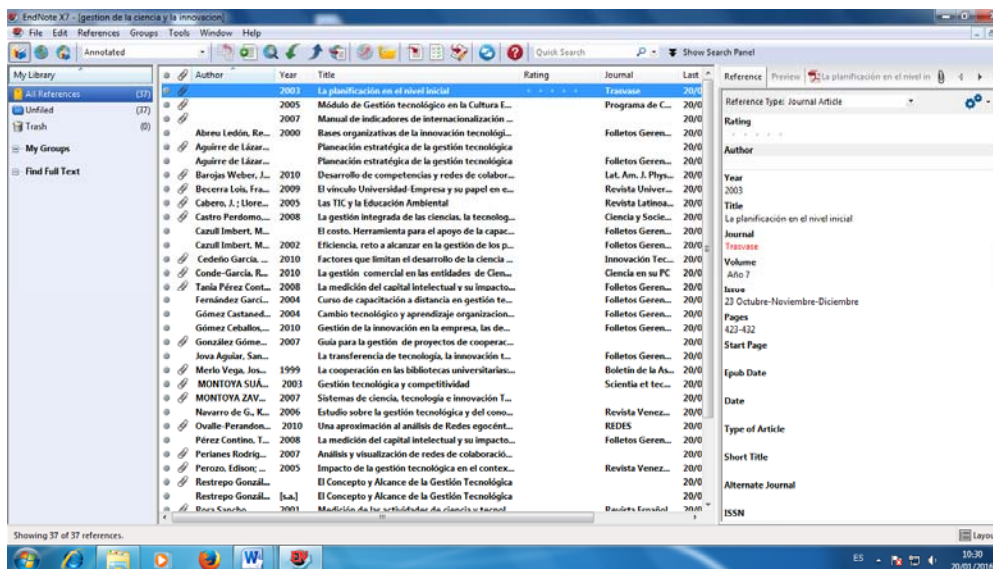 EndNote X7 - [gestion de la ciencia y la innovacion]
File Edit References Groups Tools Window Help
Annotated Quick Search Show Search Panel
My Library
All References (37)
Unfiled (37)
Trash (0)
My Groups
Find Full Text
Author Year Title Rating Journal Last
2003 La planificación en el nivel inicial Trasvase 20/0
2005 Módulo de Gestión tecnológico en la Cultura E... Programa de C... 20/0
2007 Manual de indicadores de internacionalización ... 20/0
Abreu Ledón, Re... 2000 Bases organizativas de la innovación tecnológi... Folletos Geren... 20/0
Aguirre de Lázar... Planeación estratégica de la gestión tecnológica 20/0
Aguirre de Lázar... Planeación estratégica de la gestión tecnológica Folletos Geren... 20/0
Barojas Weber, J... 2010 Desarrollo de competencias y redes de colabor... Lat. Am. J. Phys... 20/0
Becerra Lois, Fra... 2009 El vínculo Universidad-Empresa y su papel en e... Revista Univer... 20/0
Cabero, J. ; Llore... 2005 Las TIC y la Educación Ambiental Revista Latinoa... 20/0
Castro Perdomo,... 2008 La gestión integrada de las ciencias, la tecnolog... Ciencia y Socie... 20/0
Cazull Imbert, M... El costo. Herramienta para el apoyo de la capac... Folletos Geren... 20/0
Cazull Imbert, M... 2002 Eficiencia, reto a alcanzar en la gestión de los p... Folletos Geren... 20/0
Cedeño García, ... 2010 Factores que limitan el desarrollo de la ciencia ... Innovación Tec... 20/0
Conde-García, R... 2010 La gestión comercial en las entidades de Cien... Ciencia en su PC 20/0
Tania Pérez Cont... 2008 La medición del capital intelectual y su impacto... Folletos Geren... 20/0
Fernández Garcí... 2004 Curso de capacitación a distancia en gestión te... Folletos Geren... 20/0
Gómez Castaned... 2004 Cambio tecnológico y aprendizaje organizacion... Folletos Geren... 20/0
Gómez Ceballos,... 2010 Gestión de la innovación en la empresa, las de... Folletos Geren... 20/0
González Góme... 2007 Guía para la gestión de proyectos de cooperac... 20/0
Jova Aguiar, San... La transferencia de tecnología, la innovación t... Folletos Geren... 20/0
Merlo Vega, Jos... 1999 La cooperación en las bibliotecas universitarias:... Boletín de la As... 20/0
MONTOYA SUÁ... 2003 Gestión tecnológica y competitividad Scientia et tec... 20/0
MONTOYA ZAV... 2007 Sistemas de ciencia, tecnología e innovación T... 20/0
Navarro de G., K... 2006 Estudio sobre la gestión tecnológica y del cono... Revista Venez... 20/0
Ovalle-Perandon... 2010 Una aproximación al análisis de Redes egocént... REDES 20/0
Pérez Contino, T... 2008 La medición del capital intelectual y su impacto... Folletos Geren... 20/0
Perianes Rodríg... 2007 Análisis y visualización de redes de colaboració... 20/0
Perozo, Edison; ... 2005 Impacto de la gestión tecnológica en el contex... Revista Venez... 20/0
Restrepo Gonzál... El Concepto y Alcance de la Gestión Tecnológica 20/0
Restrepo Gonzál... [s.a.] El Concepto y Alcance de la Gestión Tecnológica 20/0
Rosa Sancho 2001 Medición de las actividades de ciencia y tecnol Revista Español 20/0
Reference Preview La planificación en el nivel in
Reference Type: Journal Article
Rating
Author
Year
2003
Title
La planificación en el nivel inicial
Journal
Trasvase
Volume
Año 7
Issue
23 Octubre-Noviembre-Diciembre
Pages
423-432
Start Page
Epub Date
Date
Type of Article
Short Title
Alternate Journal
ISSN
Showing 37 of 37 references.
Layou
ES 10:30
20/01/2016